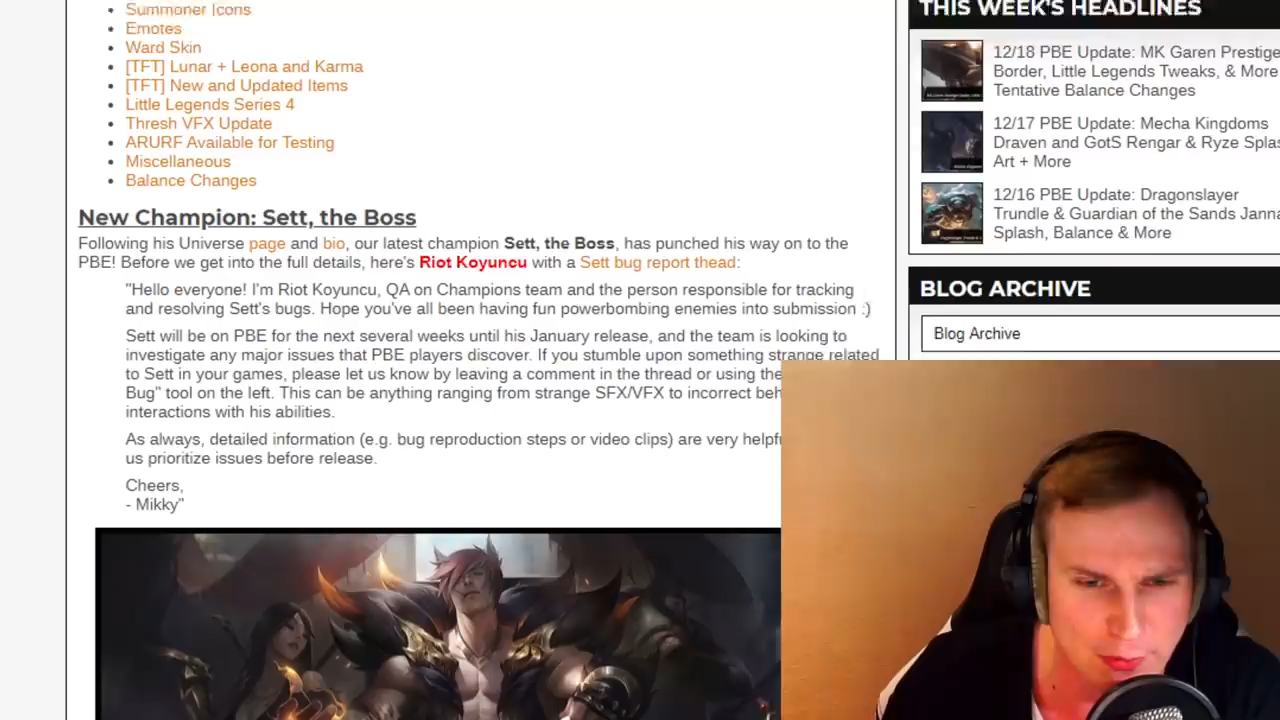 Summoner Icons
Emotes
Ward Skin
[TFT] Lunar + Leona and Karma
[TFT] New and Updated Items
Little Legends Series 4
Thresh VFX Update
ARURF Available for Testing
Miscellaneous
Balance Changes
New Champion: Sett, the Boss
Following his Universe page and bio, our latest champion Sett, the Boss, has punched his way on to the
PBE! Before we get into the full details, here's Riot Koyuncu with a Sett bug report thead:
"Hello everyone! I'm Riot Koyuncu, QA on Champions team and the person responsible for tracking
and resolving Sett's bugs. Hope you've all been having fun powerbombing enemies into submission :)
Sett will be on PBE for the next several weeks until his January release, and the team is looking to
investigate any major issues that PBE players discover. If you stumble upon something strange related
to Sett in your games, please let us know by leaving a comment in the thread or using the
Bug" tool on the left. This can be anything ranging from strange SFX/VFX to incorrect beh
interactions with his abilities.
As always, detailed information (e.g. bug reproduction steps or video clips) are very helpfu
us prioritize issues before release.
Cheers,
- Mikky"
THIS WEEK'S HEADLINES
12/18 PBE Update: MK Garen Prestige
Border, Little Legends Tweaks, & More
Tentative Balance Changes
12/17 PBE Update: Mecha Kingdoms
Draven and GotS Rengar & Ryze Splas
Art + More
12/16 PBE Update: Dragonslayer
Trundle & Guardian of the Sands Janna
Splash, Balance & More
BLOG ARCHIVE
Blog Archive